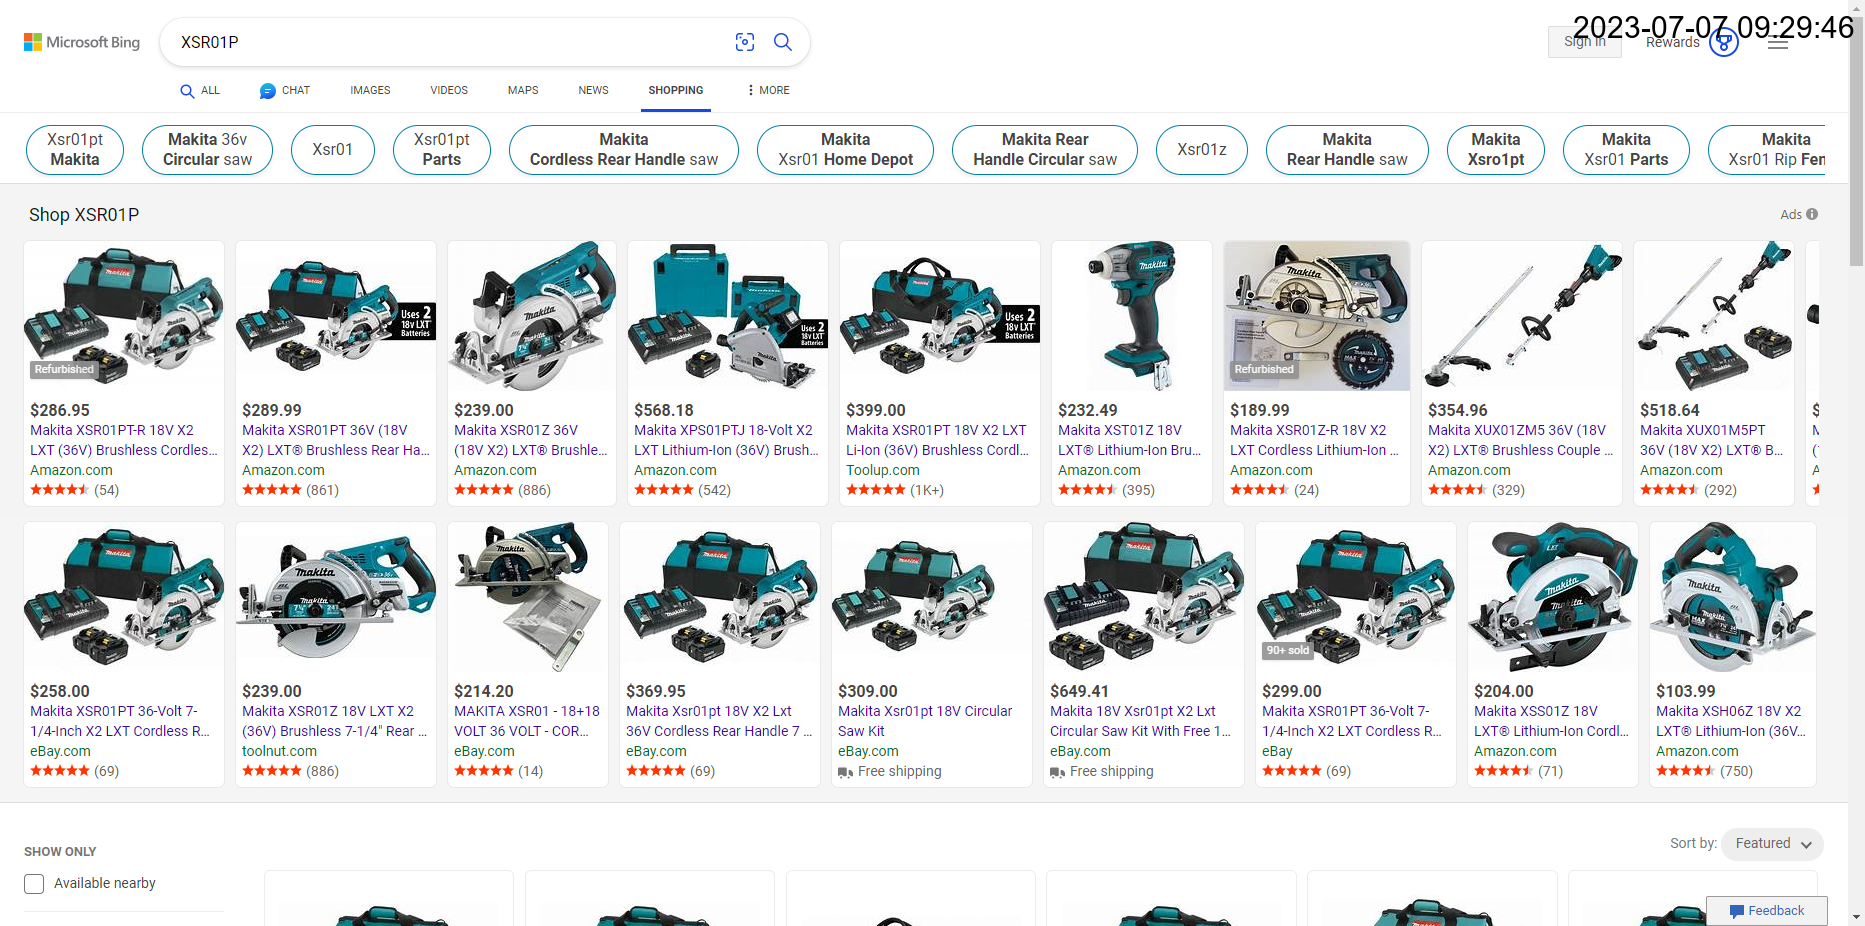 Microsoft Bing
XSR01P
Sign in
Rewards
2023-07-07 09:29:46
ALL
CHAT
IMAGES
VIDEOS
MAPS
NEWS
SHOPPING
MORE
Xsr01pt
Makita
Makita 36v
Circular saw
Xsr01
Xsr01pt
Parts
Makita
Cordless Rear Handle saw
Makita
Xsr01 Home Depot
Makita Rear
Handle Circular saw
Xsr01z
Makita
Rear Handle saw
Makita
Xsro1pt
Makita
Xsr01 Parts
Makita
Xsr01 Rip Fen
Shop XSR01P
Ads
Refurbished
$286.95
Makita XSR01PT-R 18V X2
LXT (36V) Brushless Cordles...
Amazon.com
(54)
Uses 2
18v LXT
Batteries
$289.99
Makita XSR01PT 36V (18V
X2) LXT® Brushless Rear Ha...
Amazon.com
(861)
$239.00
Makita XSR01Z 36V
(18V X2) LXT® Brushle...
Amazon.com
(886)
Uses 2
18v LXT
Batteries
$568.18
Makita XPS01PTJ 18-Volt X2
LXT Lithium-Ion (36V) Brush...
Amazon.com
(542)
Uses 2
18v LXT
Batteries
$399.00
Makita XSR01PT 18V X2 LXT
Li-Ion (36V) Brushless Cordl...
Toolup.com
(1K+)
$232.49
Makita XST01Z 18V
LXT® Lithium-Ion Bru...
Amazon.com
(395)
Refurbished
$189.99
Makita XSR01Z-R 18V X2
LXT Cordless Lithium-Ion ...
Amazon.com
(24)
$354.96
Makita XUX01ZM5 36V (18V
X2) LXT® Brushless Couple ...
Amazon.com
(329)
$518.64
Makita XUX01M5PT
36V (18V X2) LXT® B...
Amazon.com
(292)
$258.00
Makita XSR01PT 36-Volt 7-
1/4-Inch X2 LXT Cordless R...
eBay.com
(69)
$239.00
Makita XSR01Z 18V LXT X2
(36V) Brushless 7-1/4" Rear ...
toolnut.com
(886)
$214.20
MAKITA XSR01 - 18+18
VOLT 36 VOLT - COR...
eBay.com
(14)
$369.95
Makita Xsr01pt 18V X2 Lxt
36V Cordless Rear Handle 7 ...
eBay.com
(69)
$309.00
Makita Xsr01pt 18V Circular
Saw Kit
eBay.com
Free shipping
$649.41
Makita 18V Xsr01pt X2 Lxt
Circular Saw Kit With Free 1...
eBay.com
Free shipping
90+ sold
$299.00
Makita XSR01PT 36-Volt 7-
1/4-Inch X2 LXT Cordless R...
eBay
(69)
$204.00
Makita XSS01Z 18V
LXT® Lithium-Ion Cordl...
Amazon.com
(71)
$103.99
Makita XSH06Z 18V X2
LXT® Lithium-Ion (36V...
Amazon.com
(750)
SHOW ONLY
Available nearby
Sort by:
Featured
Feedback